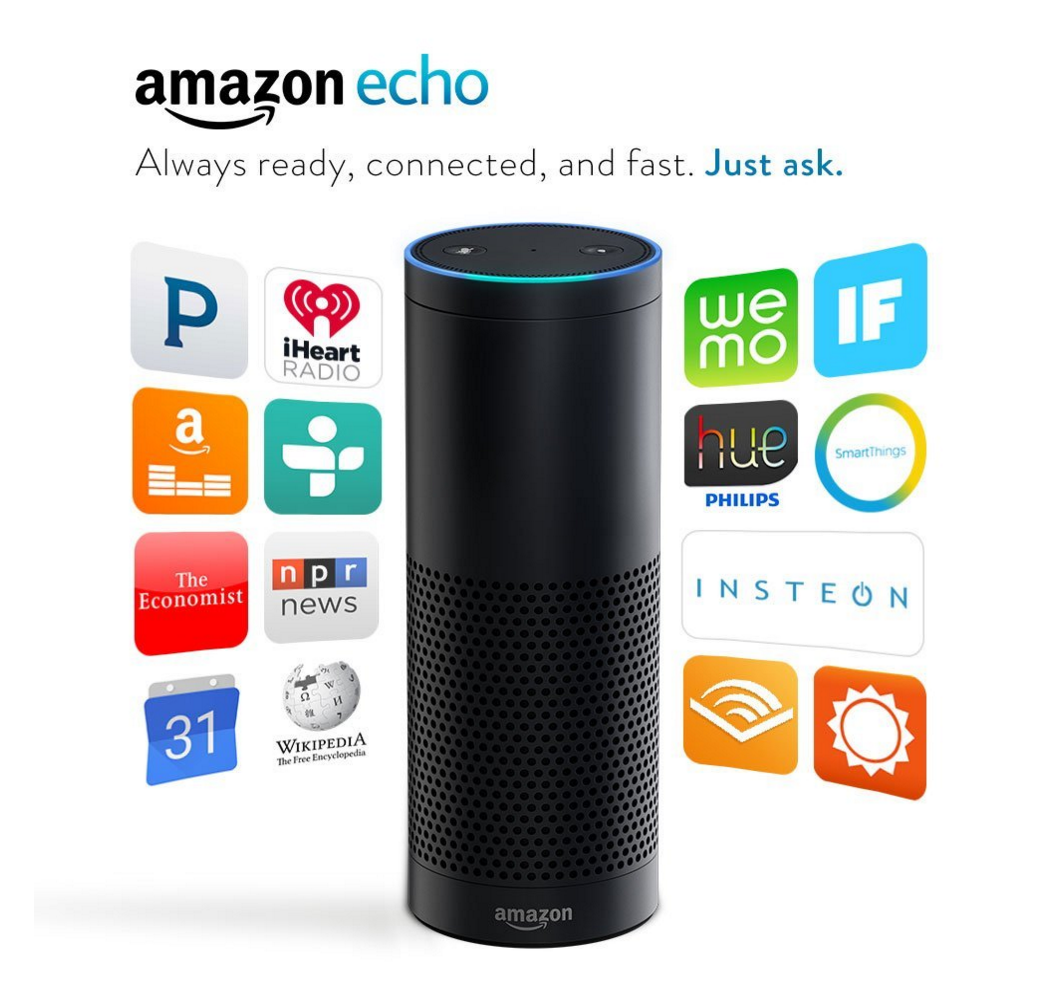 amazon echo
Always ready, connected, and fast. Just ask.
P
iHeart
RADIO
we
mo
IF
a
hue
PHILIPS
SmartThings
The
Economist
npr
news
INSTEON
31
WIKIPEDIA
The Free Encyclopedia
amazon